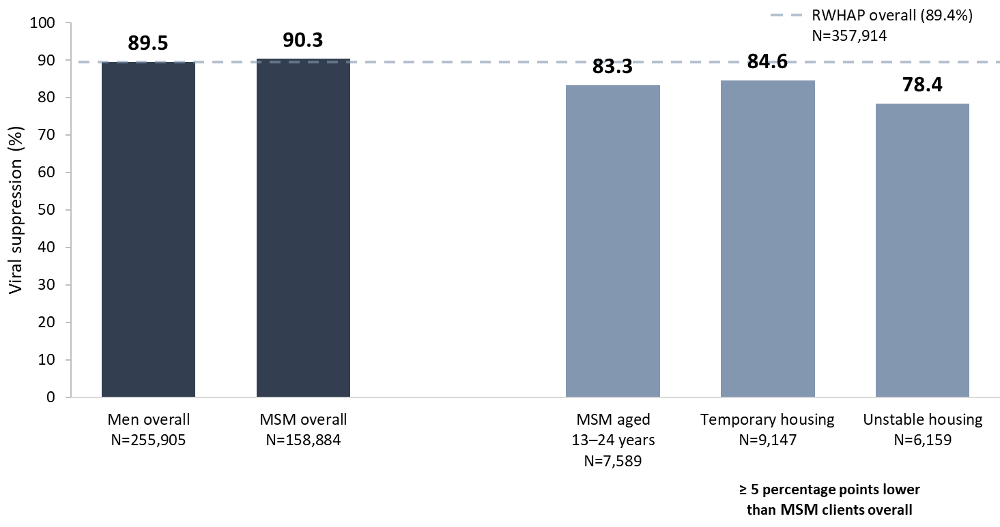 RWHAP overall (89.4%)
N=357,914
Viral suppression (%)
100
90
80
70
60
50
40
30
20
10
0
89.5
90.3
83.3
84.6
78.4
Men overall
N=255,905
MSM overall
N=158,884
MSM aged
13–24 years
N=7,589
Temporary housing
N=9,147
Unstable housing
N=6,159
≥ 5 percentage points lower
than MSM clients overall